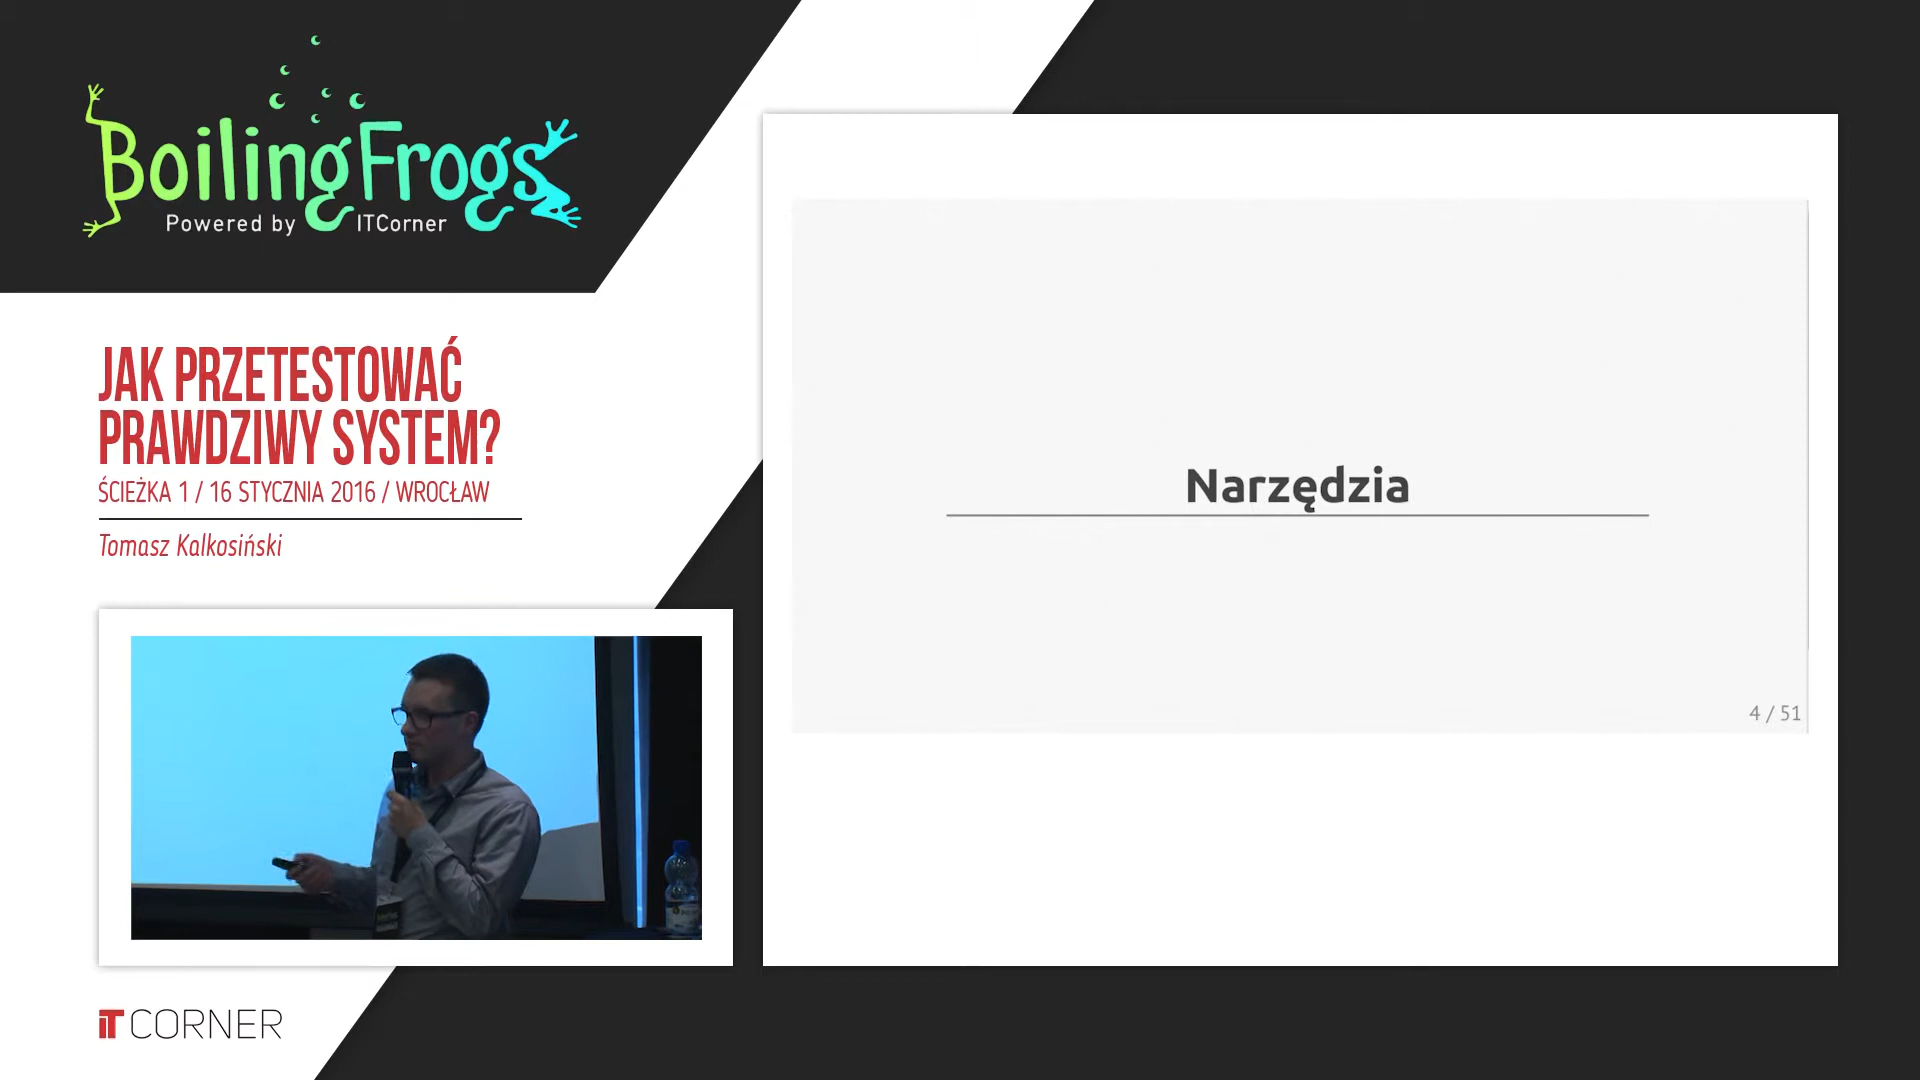 BoilingFrogs
Powered by ITCorner
JAK PRZETESTOWAĆ
PRAWDZIWY SYSTEM?
ŚCIEŻKA 1 / 16 STYCZNIA 2016 / WROCŁAW
Tomasz Kalkosiński
Narzędzia
4 / 51
iT CORNER